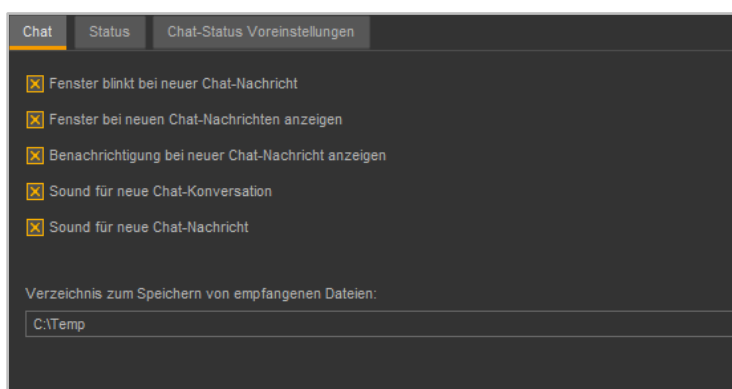 Chat Status Chat-Status Voreinstellungen
Fenster blinkt bei neuer Chat-Nachricht
Fenster bei neuen Chat-Nachrichten anzeigen
Benachrichtigung bei neuer Chat-Nachricht anzeigen
Sound für neue Chat-Konversation
Sound für neue Chat-Nachricht
Verzeichnis zum Speichern von empfangenen Dateien:
C:\Temp